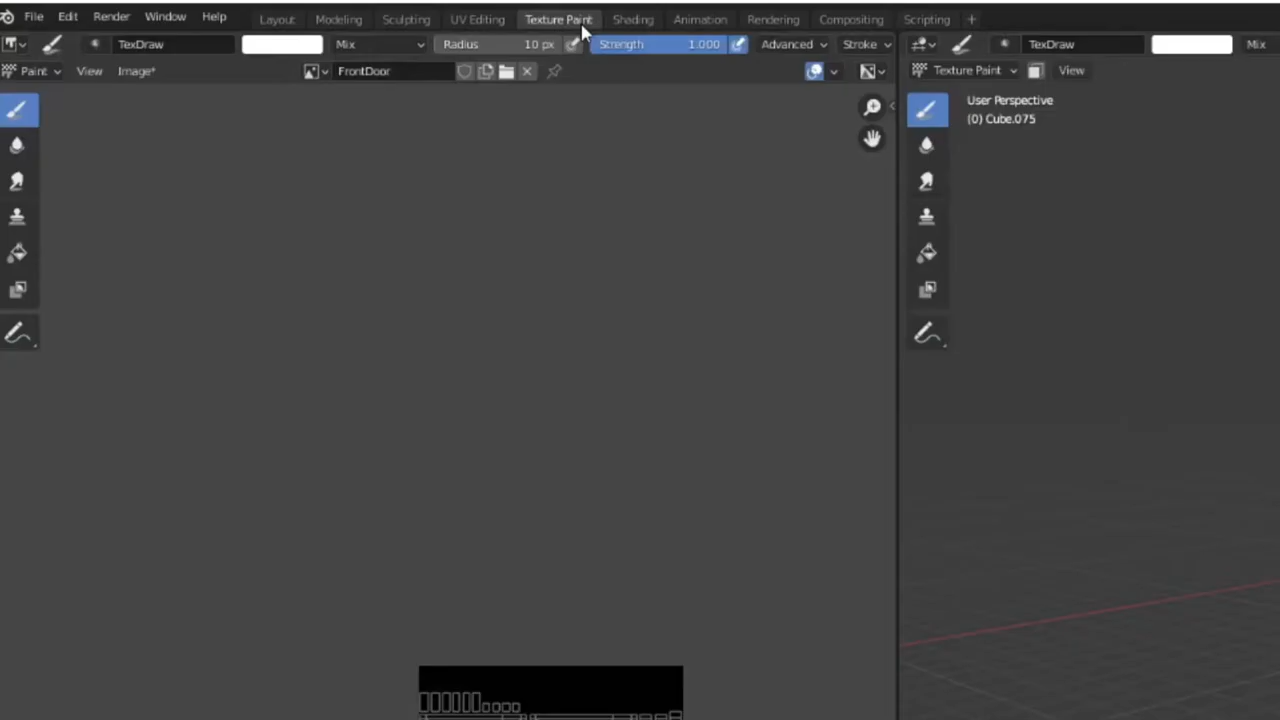 File Edit Render Window Help Layout Modeling Sculpting UV Editing Texture Paint Shading Animation Rendering Compositing Scripting +
TexDraw Mix Radius 10 px Strength 1.000 Advanced Stroke TexDraw Mix
Paint View Image* FrontDoor Texture Paint View
User Perspective
(0) Cube.075